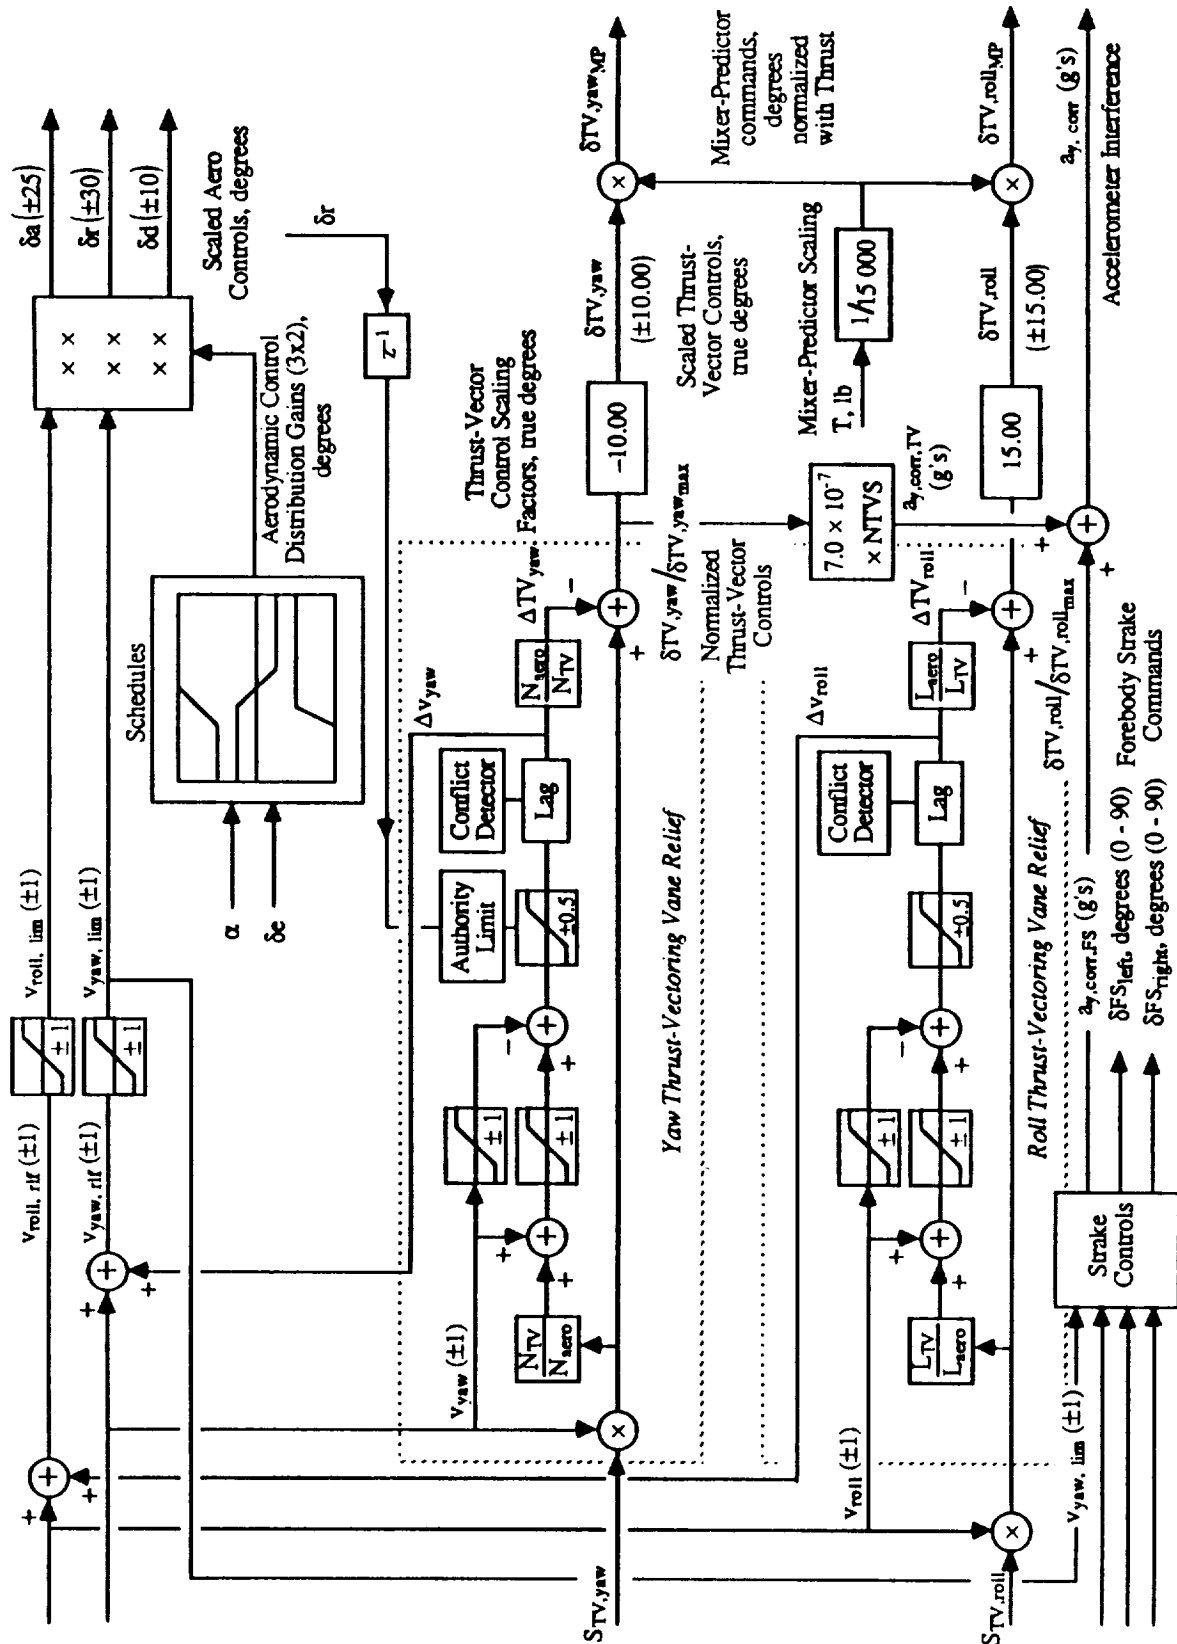 δa (±25)
δr (±30)
δd (±10)
Scaled Aero
Controls, degrees
δr
z⁻¹
× ×
× ×
× ×
Aerodynamic Control
Distribution Gains (3x2),
degrees
Schedules
α
δe
v_roll, lim (±1)
v_yaw, lim (±1)
± 1
± 1
v_roll, rlf (±1)
v_yaw, rlf (±1)
+
+
+
+
+
+
δTV,yaw_MP
Mixer-Predictor
commands,
degrees
normalized
with Thrust
δTV,roll_MP
a_y, corr (g's)
Accelerometer Interference
×
×
δTV,yaw
(±10.00)
Scaled Thrust-
Vector Controls,
true degrees
Mixer-Predictor Scaling
1/15 000
T, lb
δTV,roll
(±15.00)
Thrust-Vector
Control Scaling
Factors, true degrees
-10.00
15.00
7.0 × 10⁻⁷
× NTVS
a_y,corr,TV
(g's)
+
+
+
ΔTV_yaw
-
+
+
δTV,yaw/δTV,yaw_max
Normalized
Thrust-Vector
Controls
N_aero
N_TV
Δv_yaw
Conflict
Detector
Lag
Authority
Limit
±0.5
-
+
+
± 1
± 1
+
+
+
N_TV
N_aero
v_yaw (±1)
×
S_TV,yaw
Yaw Thrust-Vectoring Vane Relief
ΔTV_roll
-
+
+
δTV,roll/δTV,roll_max
L_aero
L_TV
Δv_roll
Conflict
Detector
Lag
±0.5
-
+
+
± 1
± 1
+
+
+
L_TV
L_aero
v_roll (±1)
×
S_TV,roll
Roll Thrust-Vectoring Vane Relief
a_y,corr,FS (g's)
δFS_left, degrees (0 - 90)
δFS_right, degrees (0 - 90)
Forebody Strake
Commands
Strake
Controls
v_yaw, lim (±1)